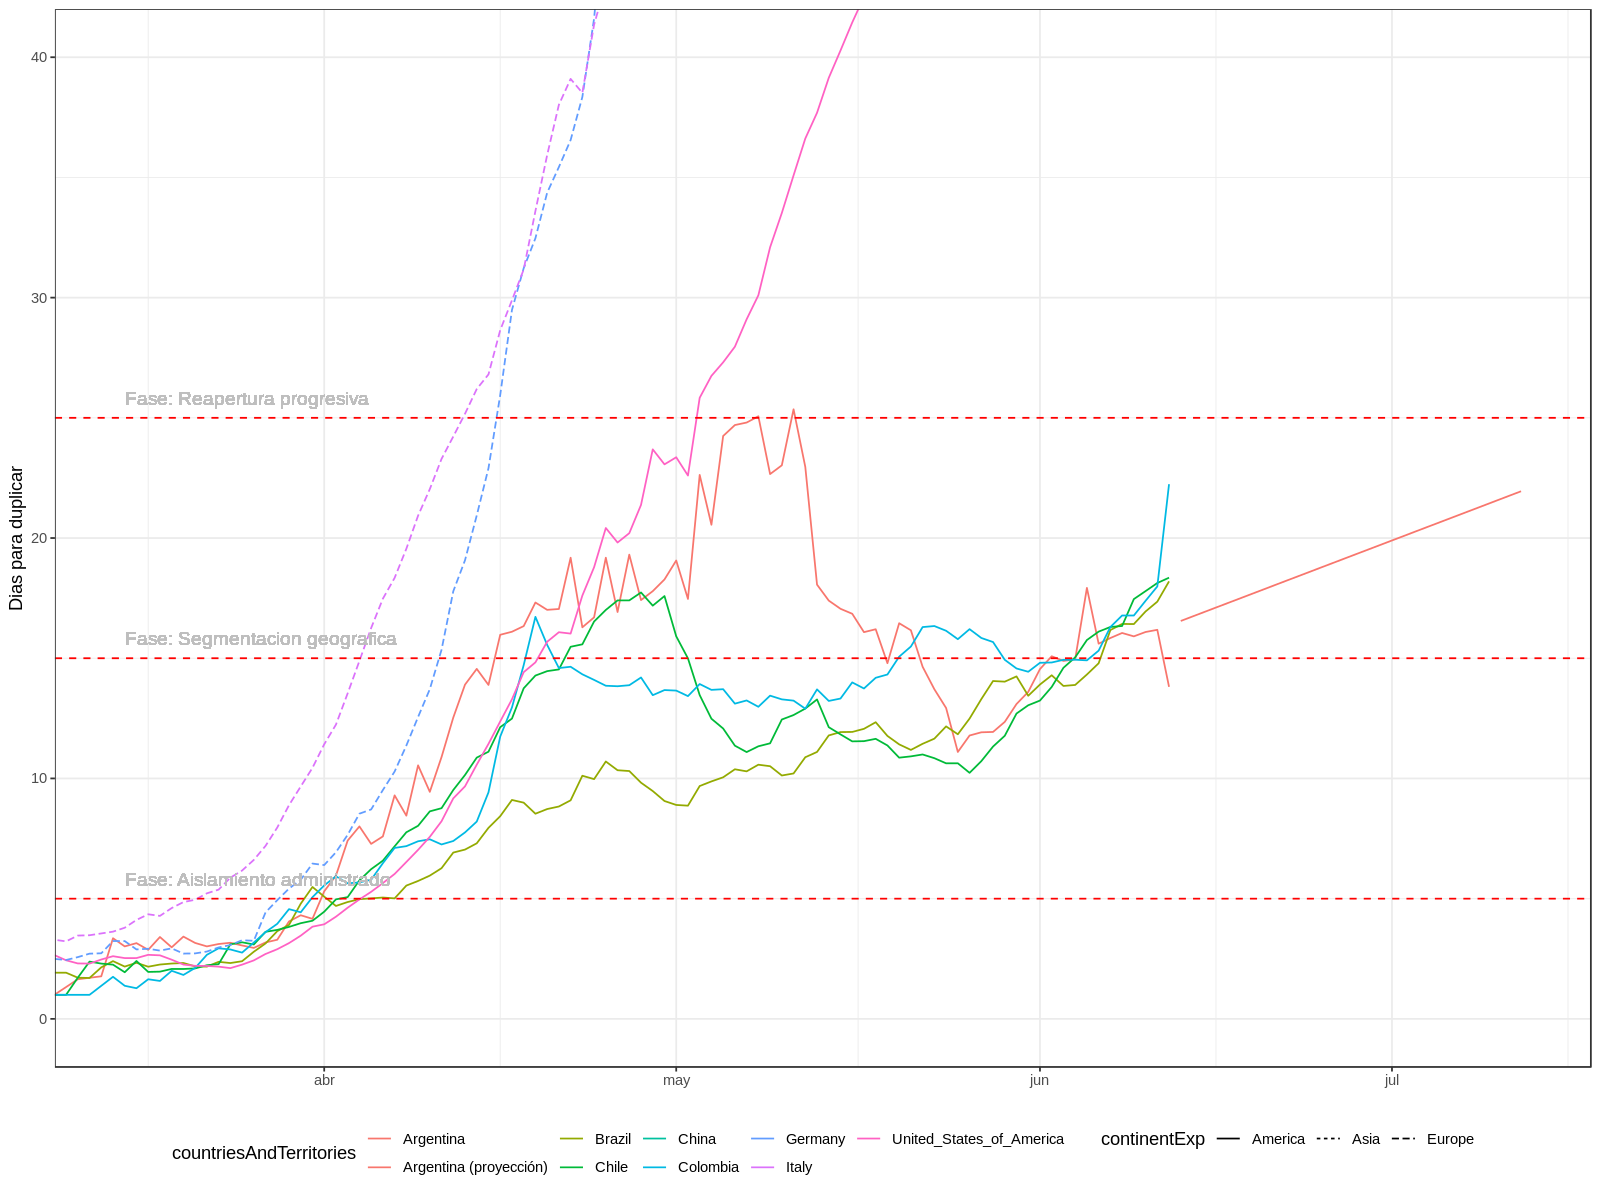 40
30
20
10
0
Dias para duplicar
Fase: Reapertura progresiva
Fase: Segmentacion geografica
Fase: Aislamiento administrado
abr may jun jul
countriesAndTerritories
Argentina Brazil China Germany United_States_of_America
Argentina (proyección) Chile Colombia Italy
continentExp America Asia Europe